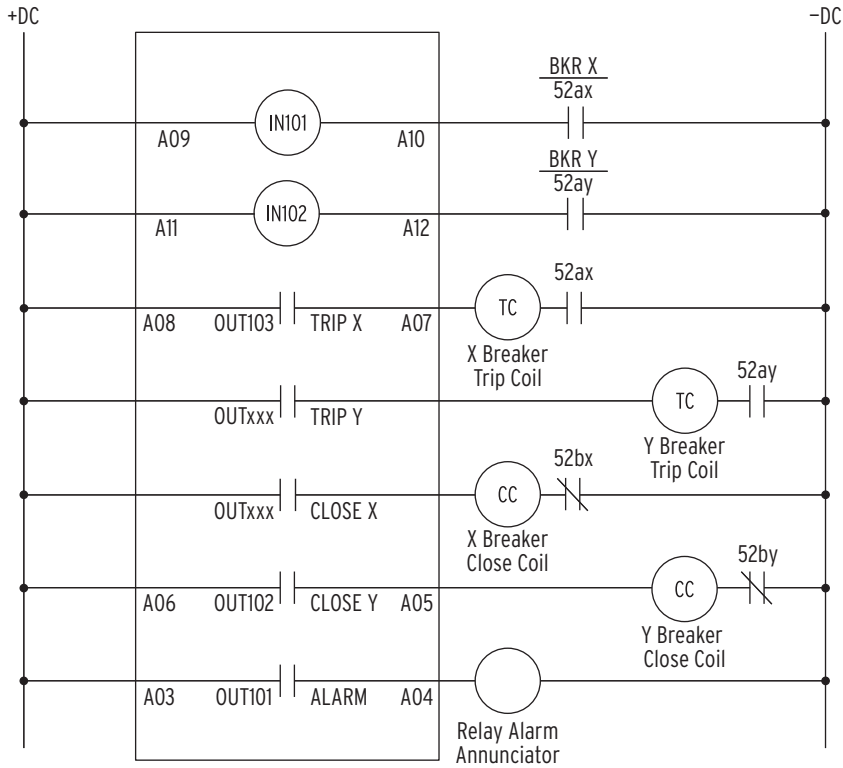 +DC
−DC
BKR X
52ax
A09
IN101
A10
BKR Y
52ay
A11
IN102
A12
52ax
A08
OUT103
TRIP X
A07
TC
X Breaker
Trip Coil
52ay
OUTxxx
TRIP Y
TC
Y Breaker
Trip Coil
52bx
OUTxxx
CLOSE X
CC
X Breaker
Close Coil
52by
A06
OUT102
CLOSE Y
A05
CC
Y Breaker
Close Coil
A03
OUT101
ALARM
A04
Relay Alarm
Annunciator